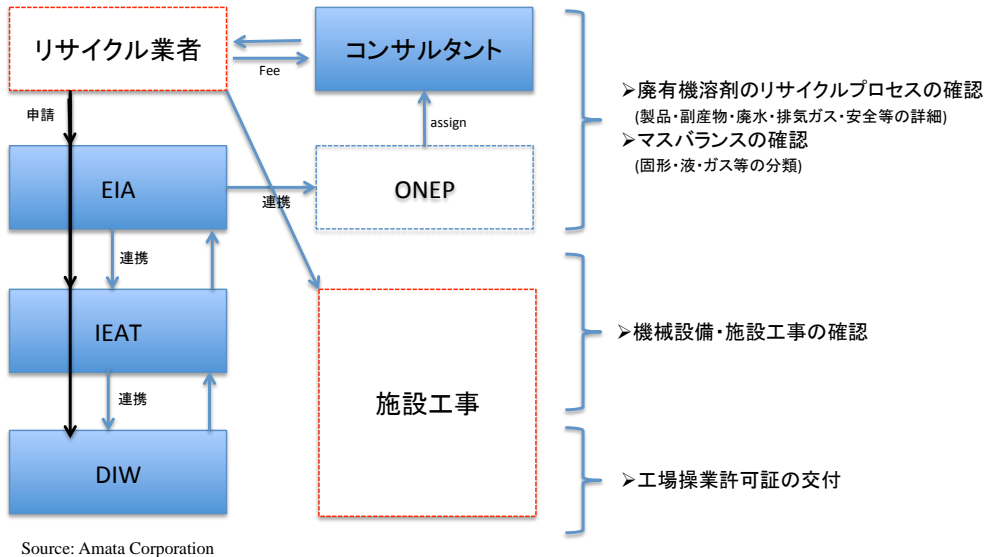 リサイクル業者
コンサルタント
Fee
申請
assign
EIA
連携
ONEP
連携
IEAT
連携
DIW
施設工事
➢廃有機溶剤のリサイクルプロセスの確認
(製品・副産物・廃水・排気ガス・安全等の詳細)
➢マスバランスの確認
(固形・液・ガス等の分類)
➢機械設備・施設工事の確認
➢工場操業許可証の交付
Source: Amata Corporation